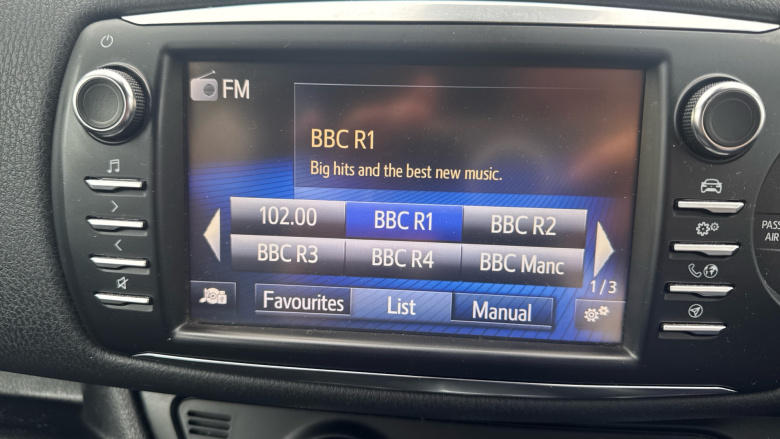 FM
BBC R1
Big hits and the best new music.
102.00 BBC R1 BBC R2
BBC R3 BBC R4 BBC Manc
1/3
Favourites List Manual
PASS
AIR